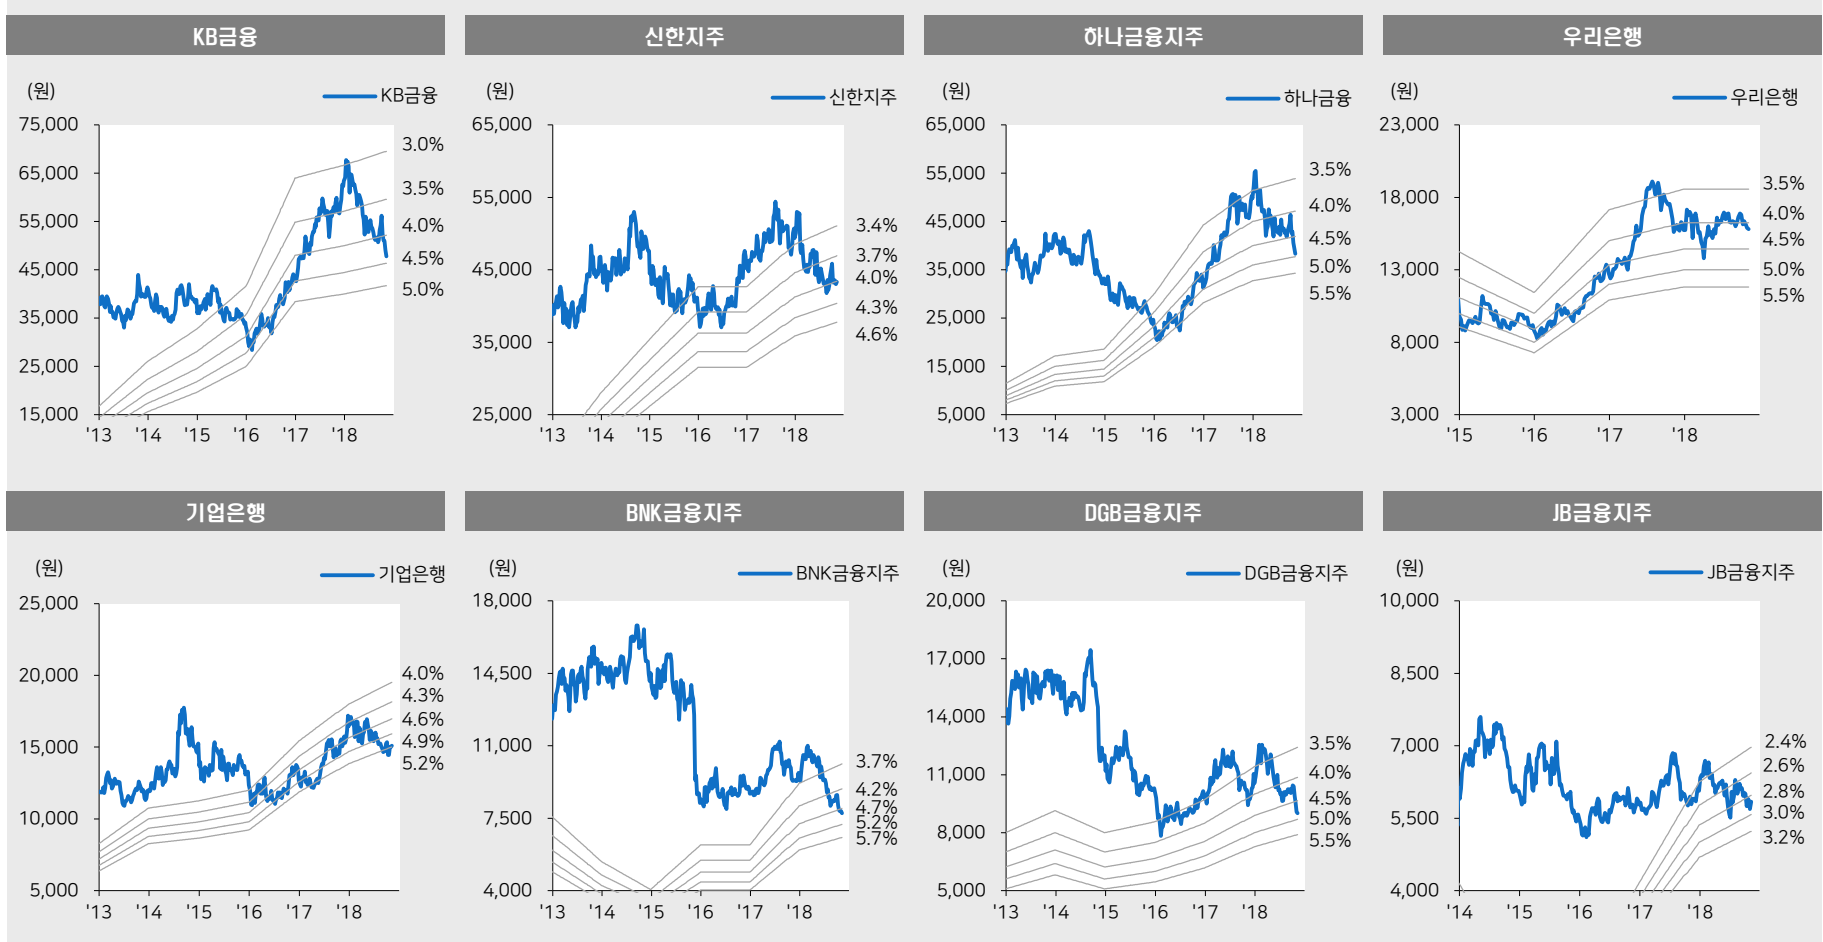 KB금융
신한지주
하나금융지주
우리은행
(원)
KB금융
75,000
65,000
55,000
45,000
35,000
25,000
15,000
3.0%
3.5%
4.0%
4.5%
5.0%
'13 '14 '15 '16 '17 '18
(원)
신한지주
65,000
55,000
45,000
35,000
25,000
3.4%
3.7%
4.0%
4.3%
4.6%
'13 '14 '15 '16 '17 '18
(원)
하나금융
65,000
55,000
45,000
35,000
25,000
15,000
5,000
3.5%
4.0%
4.5%
5.0%
5.5%
'13 '14 '15 '16 '17 '18
(원)
우리은행
23,000
18,000
13,000
8,000
3,000
3.5%
4.0%
4.5%
5.0%
5.5%
'15 '16 '17 '18
기업은행
BNK금융지주
DGB금융지주
JB금융지주
(원)
기업은행
25,000
20,000
15,000
10,000
5,000
4.0%
4.3%
4.6%
4.9%
5.2%
'13 '14 '15 '16 '17 '18
(원)
BNK금융지주
18,000
14,500
11,000
7,500
4,000
3.7%
4.2%
4.7%
5.2%
5.7%
'13 '14 '15 '16 '17 '18
(원)
DGB금융지주
20,000
17,000
14,000
11,000
8,000
5,000
3.5%
4.0%
4.5%
5.0%
5.5%
'13 '14 '15 '16 '17 '18
(원)
JB금융지주
10,000
8,500
7,000
5,500
4,000
2.4%
2.6%
2.8%
3.0%
3.2%
'14 '15 '16 '17 '18